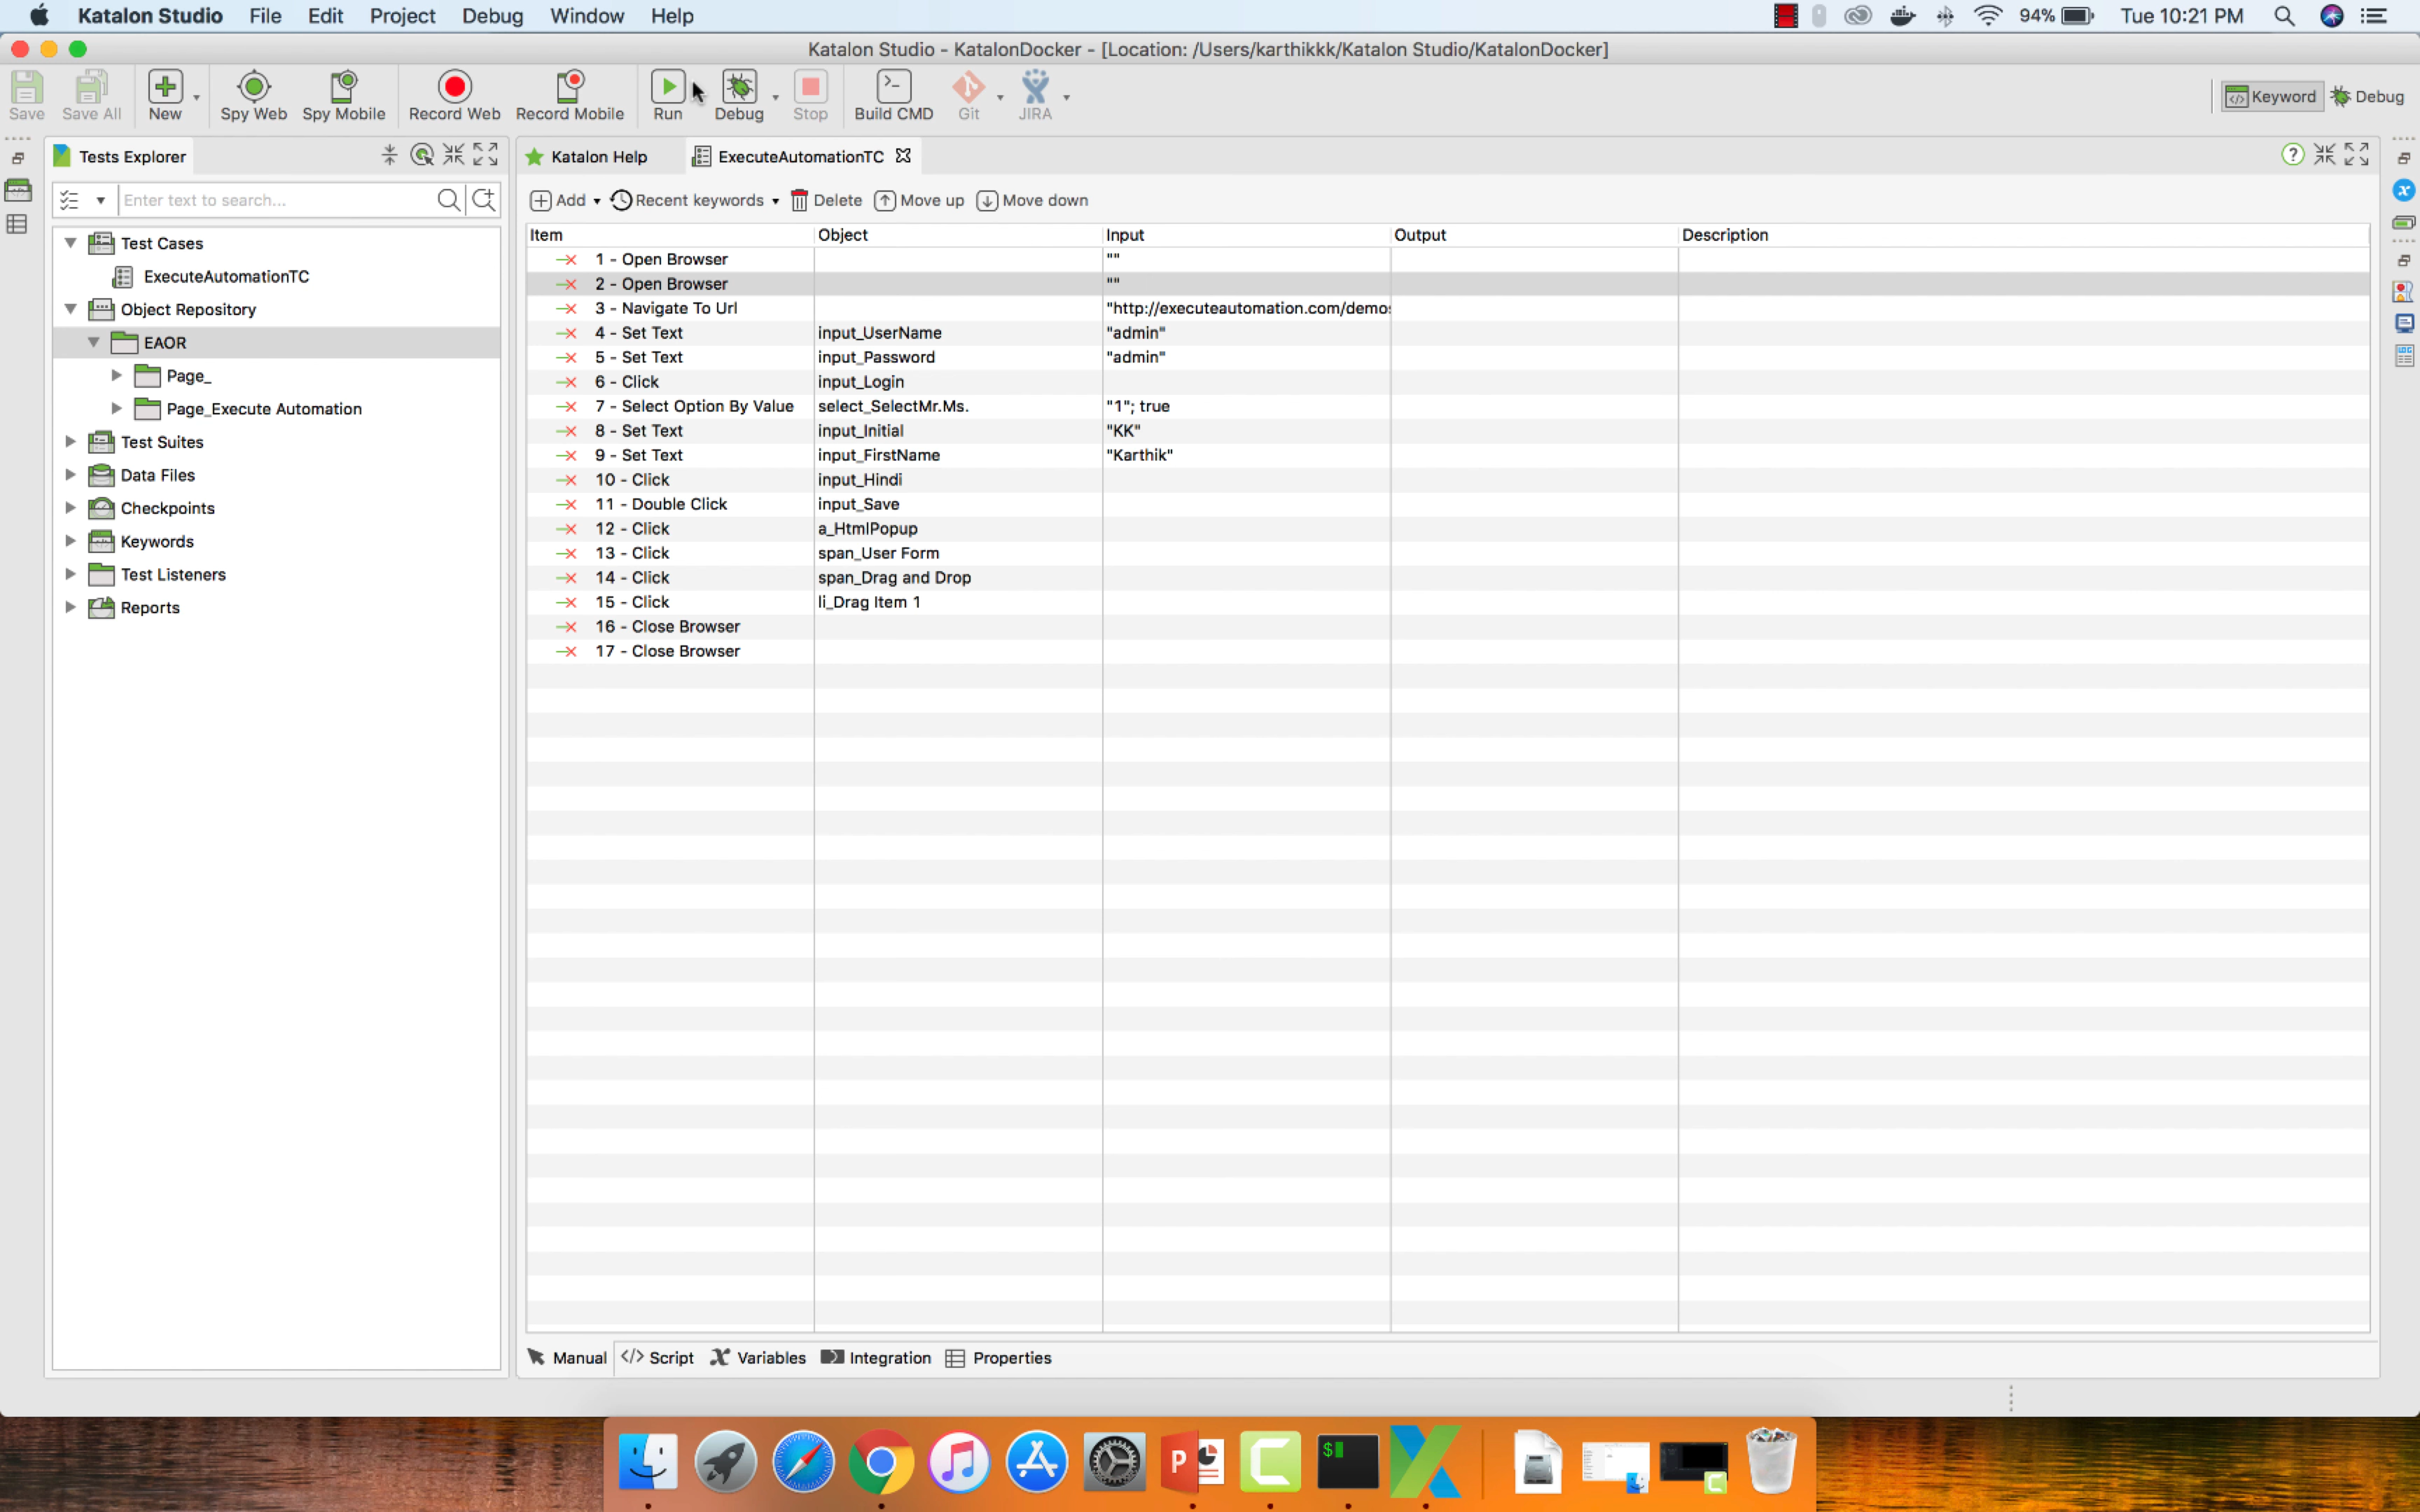 Katalon Studio File Edit Project Debug Window Help 94% Tue 10:21 PM
Katalon Studio - KatalonDocker - [Location: /Users/karthikkk/Katalon Studio/KatalonDocker]
Save Save All New Spy Web Spy Mobile Record Web Record Mobile Run Debug Stop Build CMD Git JIRA Keyword Debug
Tests Explorer
Enter text to search...
Test Cases
ExecuteAutomationTC
Object Repository
EAOR
Page_
Page_Execute Automation
Test Suites
Data Files
Checkpoints
Keywords
Test Listeners
Reports
Katalon Help ExecuteAutomationTC
Add Recent keywords Delete Move up Move down
Item Object Input Output Description
1 - Open Browser ""
2 - Open Browser ""
3 - Navigate To Url "http://executeautomation.com/demo
4 - Set Text input_UserName "admin"
5 - Set Text input_Password "admin"
6 - Click input_Login
7 - Select Option By Value select_SelectMr.Ms. "1"; true
8 - Set Text input_Initial "KK"
9 - Set Text input_FirstName "Karthik"
10 - Click input_Hindi
11 - Double Click input_Save
12 - Click a_HtmlPopup
13 - Click span_User Form
14 - Click span_Drag and Drop
15 - Click li_Drag Item 1
16 - Close Browser
17 - Close Browser
Manual </> Script Variables Integration Properties